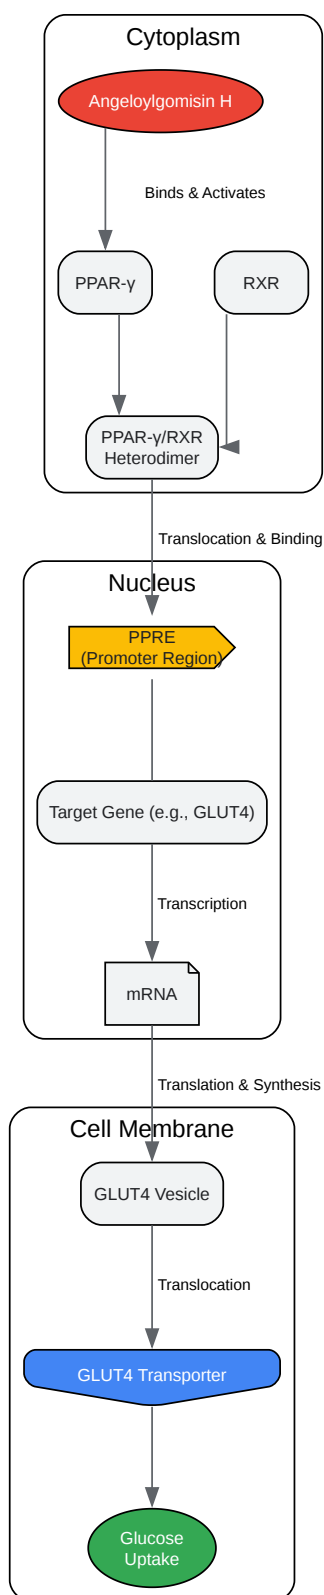 Cytoplasm
Angeloylgomisin H
Binds & Activates
PPAR-γ
RXR
PPAR-γ/RXR
Heterodimer
Translocation & Binding
Nucleus
PPRE
(Promoter Region)
Target Gene (e.g., GLUT4)
Transcription
mRNA
Translation & Synthesis
Cell Membrane
GLUT4 Vesicle
Translocation
GLUT4 Transporter
Glucose
Uptake